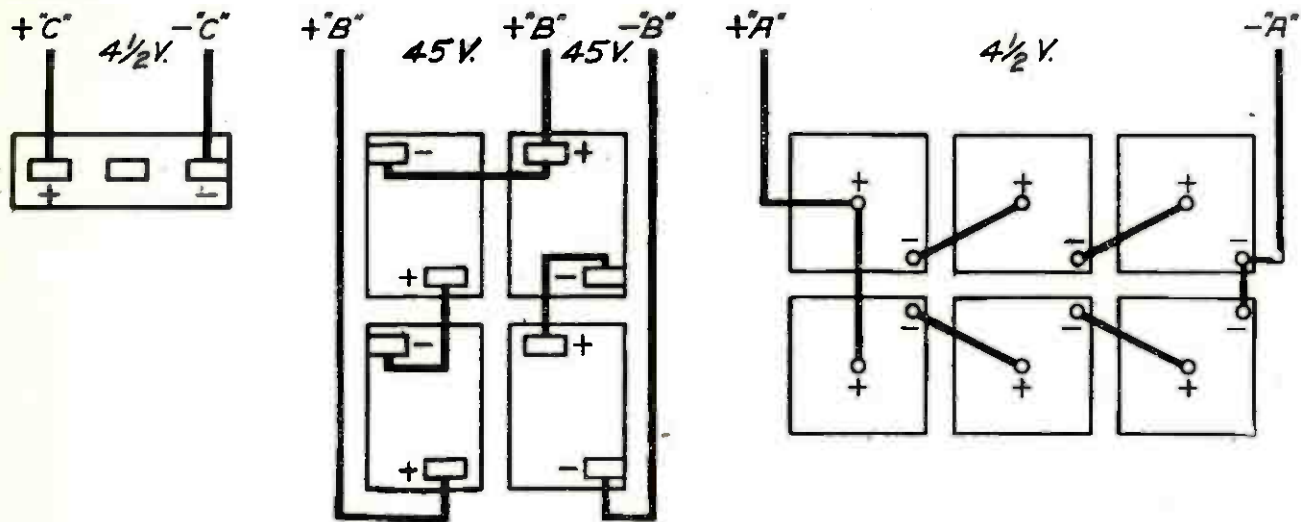 +"C" 4½V. -"C"
+"B" 45V. +"B" 45V. -"B"
+"A" 4½V. -"A"
+ -
- +
+ -
- +
+ -
+ + +
- - -
- - -
+ + +